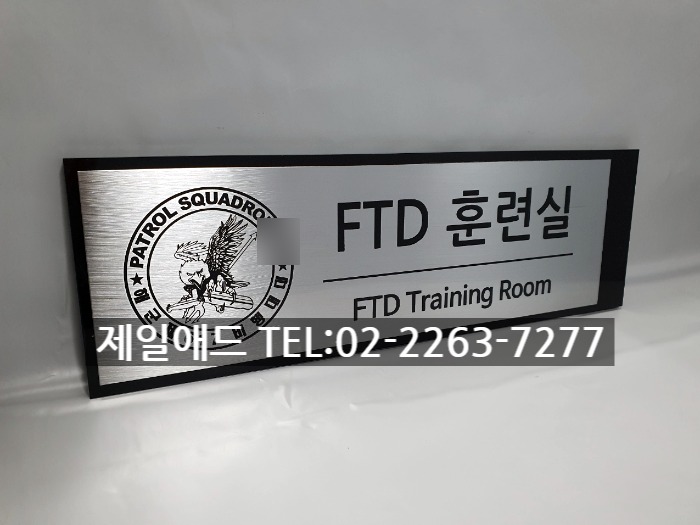 PATROL SQUADRO
FTD 훈련실
FTD Training Room
제일애드 TEL:02-2263-7277